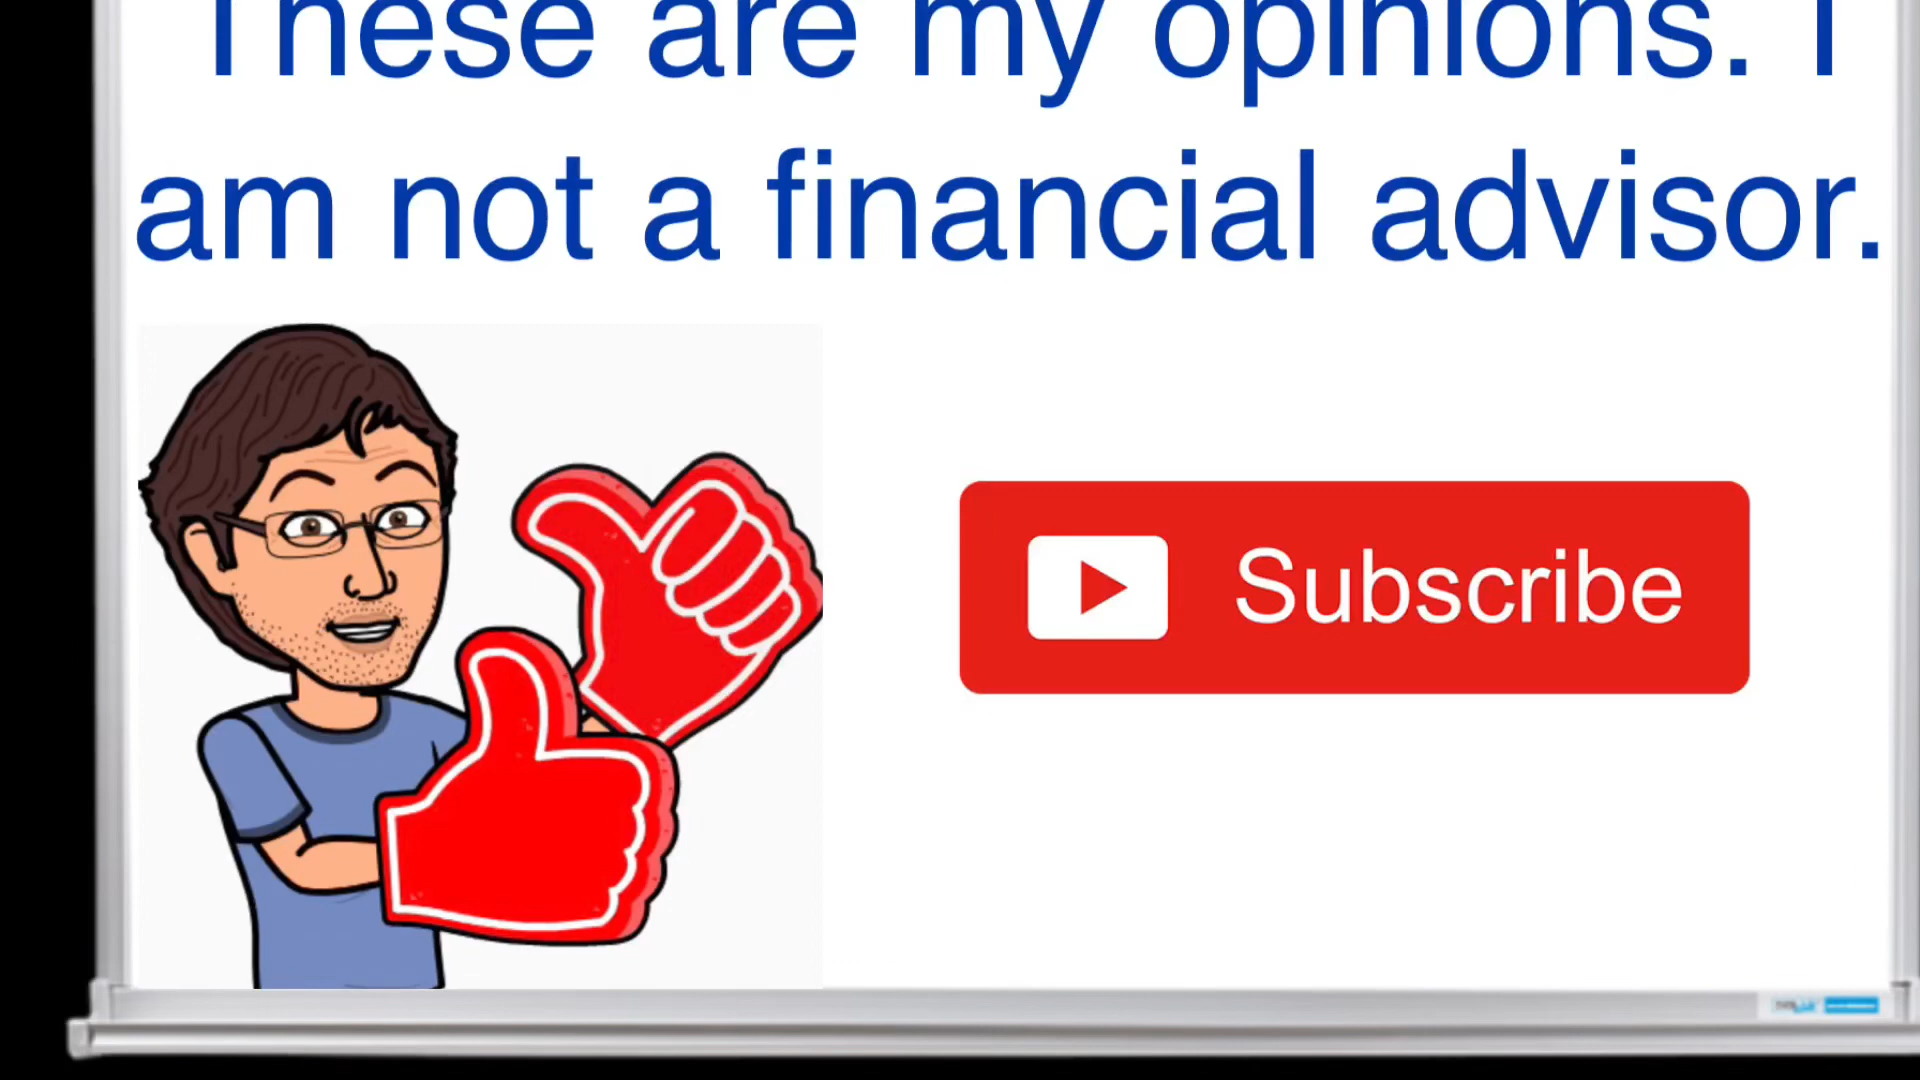 These are my opinions. I
am not a financial advisor.
Subscribe